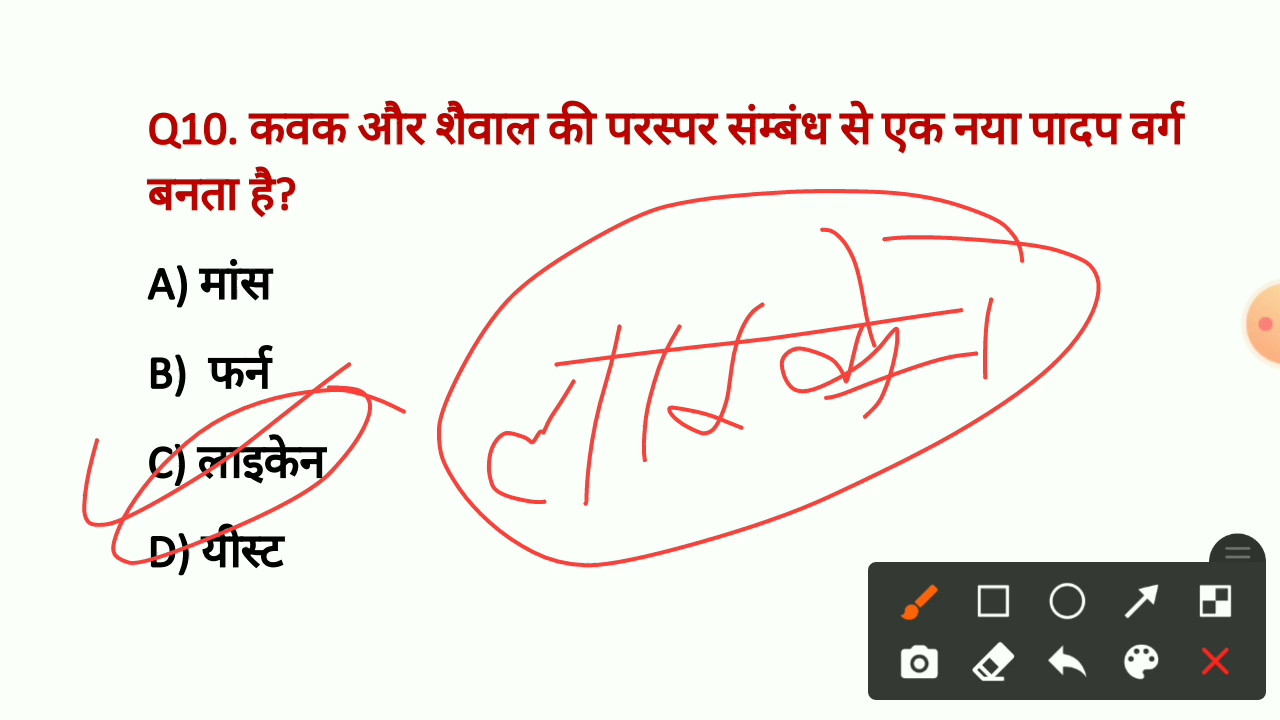 Q10. कवक और शैवाल की परस्पर संम्बंध से एक नया पादप वर्ग
बनता है?
A) मांस
B) फर्न
C) लाइकेन
D) यीस्ट
लाइकेन